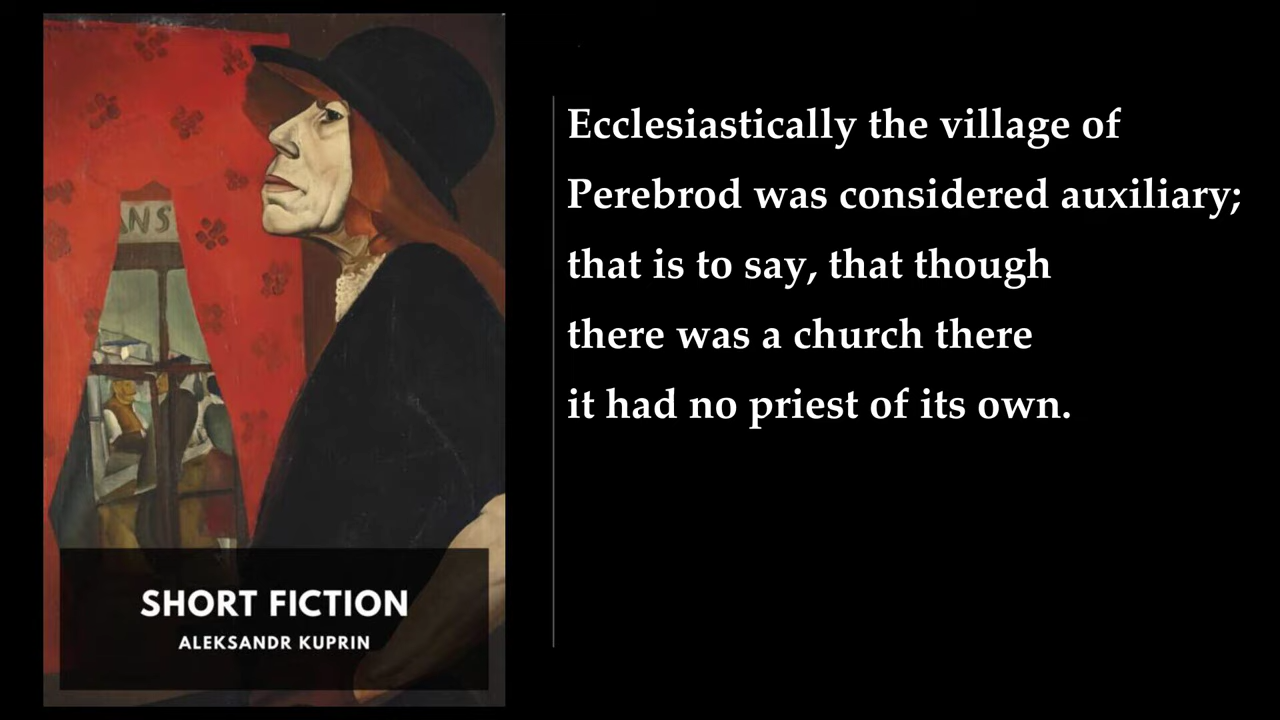 ANS
SHORT FICTION
ALEKSANDR KUPRIN
Ecclesiastically the village of
Perebrod was considered auxiliary;
that is to say, that though
there was a church there
it had no priest of its own.